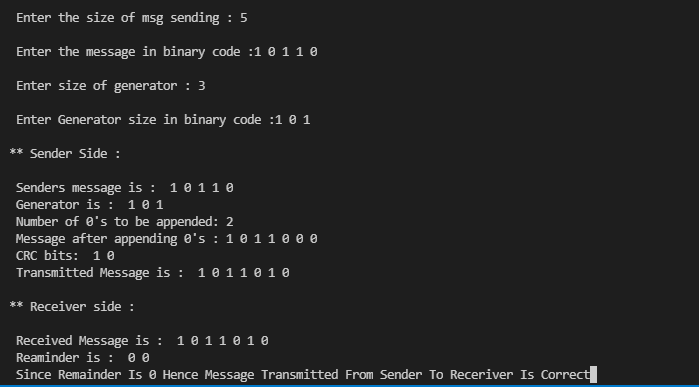 Enter the size of msg sending : 5
Enter the message in binary code :1 0 1 1 0
Enter size of generator : 3
Enter Generator size in binary code :1 0 1
** Sender Side :
Senders message is :  1 0 1 1 0
Generator is :  1 0 1
Number of 0's to be appended: 2
Message after appending 0's : 1 0 1 1 0 0 0
CRC bits:  1 0
Transmitted Message is :  1 0 1 1 0 1 0
** Receiver side :
Received Message is :  1 0 1 1 0 1 0
Reaminder is :  0 0
Since Remainder Is 0 Hence Message Transmitted From Sender To Receriver Is Correct